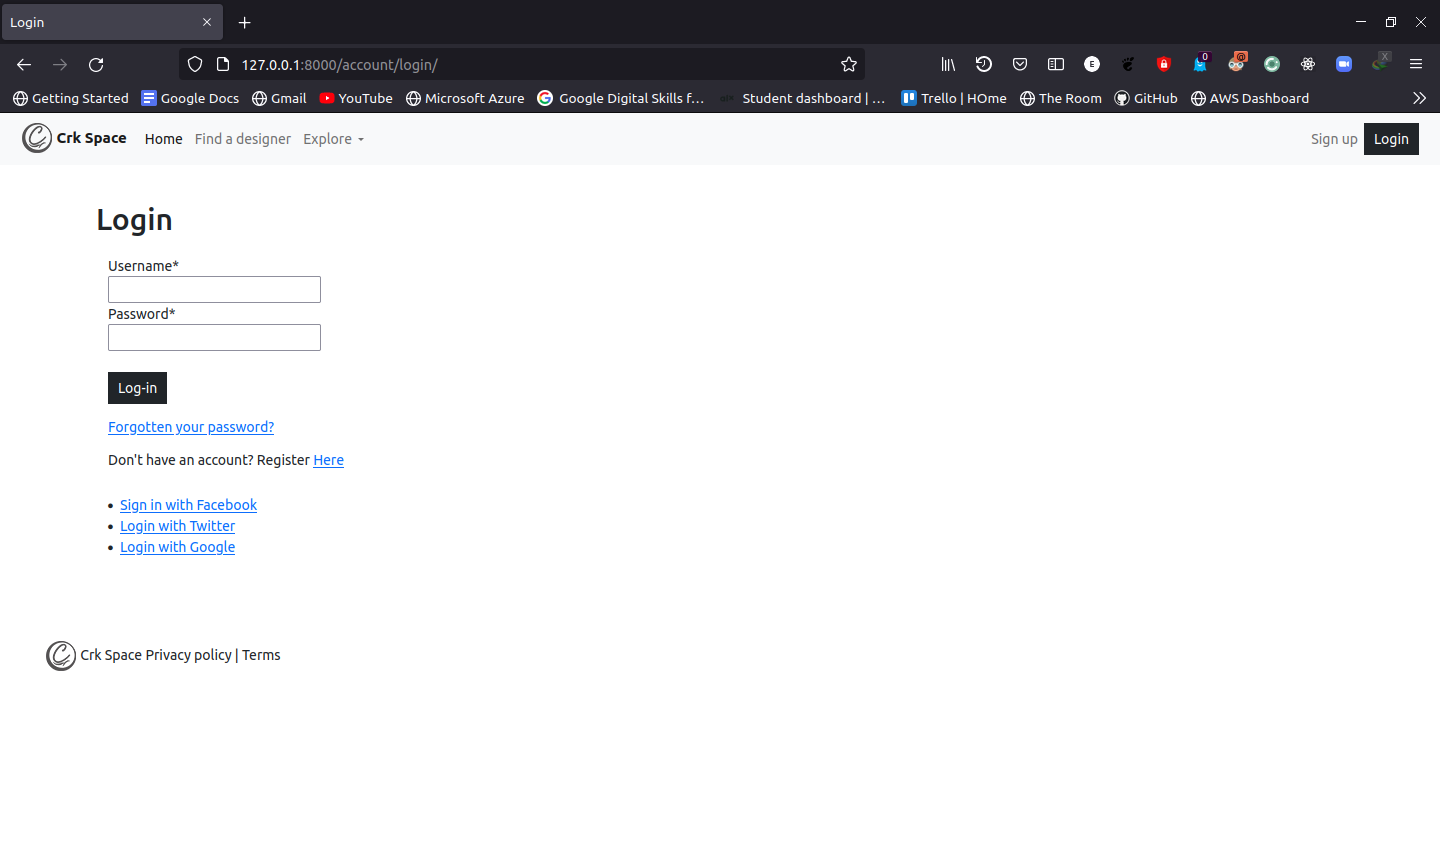 Login
127.0.0.1:8000/account/login/
E
0
@
X
Getting Started Google Docs Gmail YouTube Microsoft Azure Google Digital Skills f… Student dashboard | … Trello | HOme The Room GitHub AWS Dashboard
Crk Space Home Find a designer Explore Sign up Login
Login
Username*
Password*
Log-in
Forgotten your password?
Don't have an account? Register Here
Sign in with Facebook
Login with Twitter
Login with Google
Crk Space Privacy policy | Terms